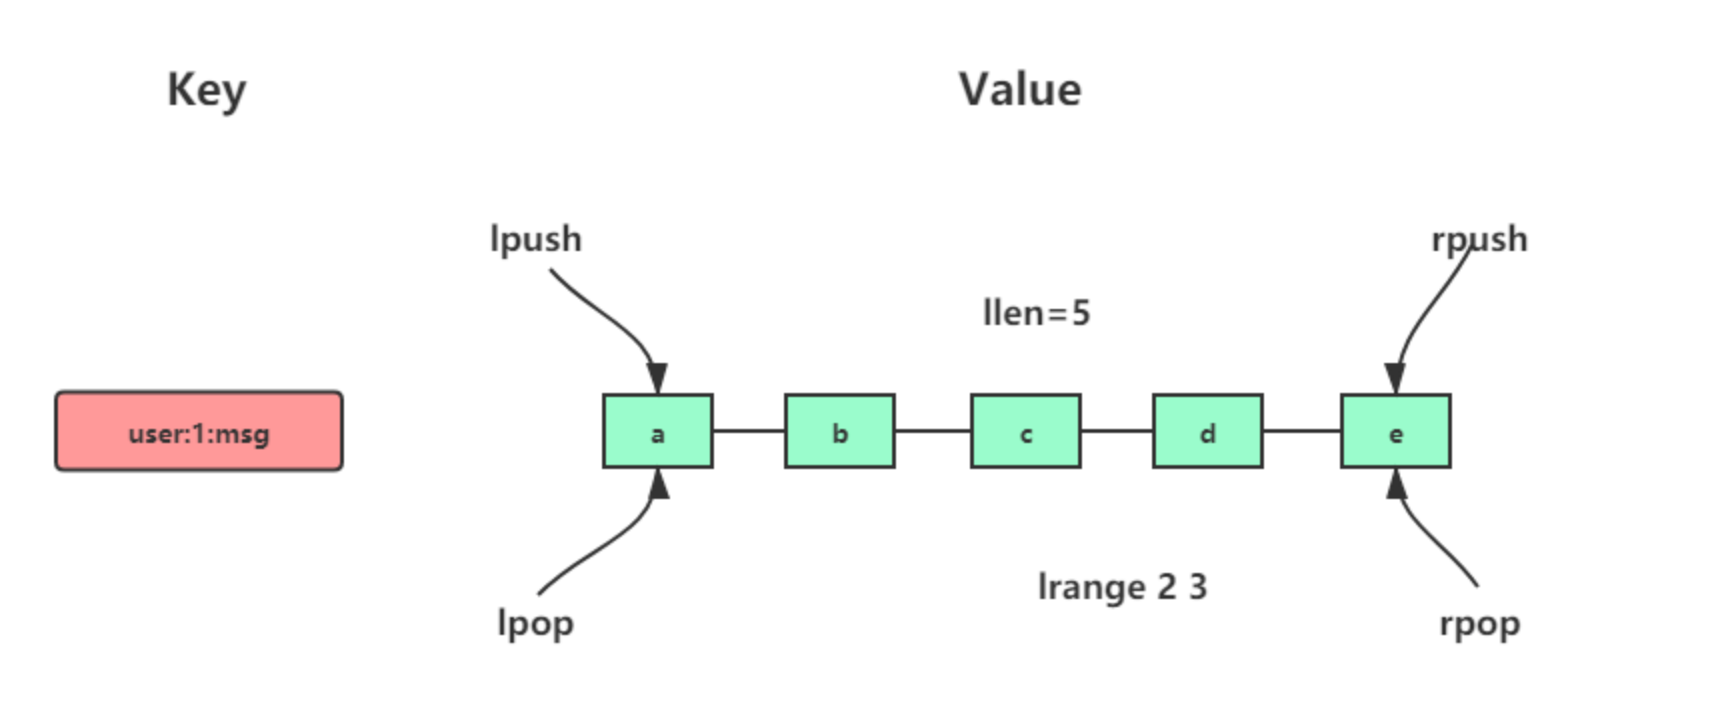 Key
Value
lpush
rpush
llen=5
user:1:msg
a
b
c
d
e
lrange 2 3
lpop
rpop